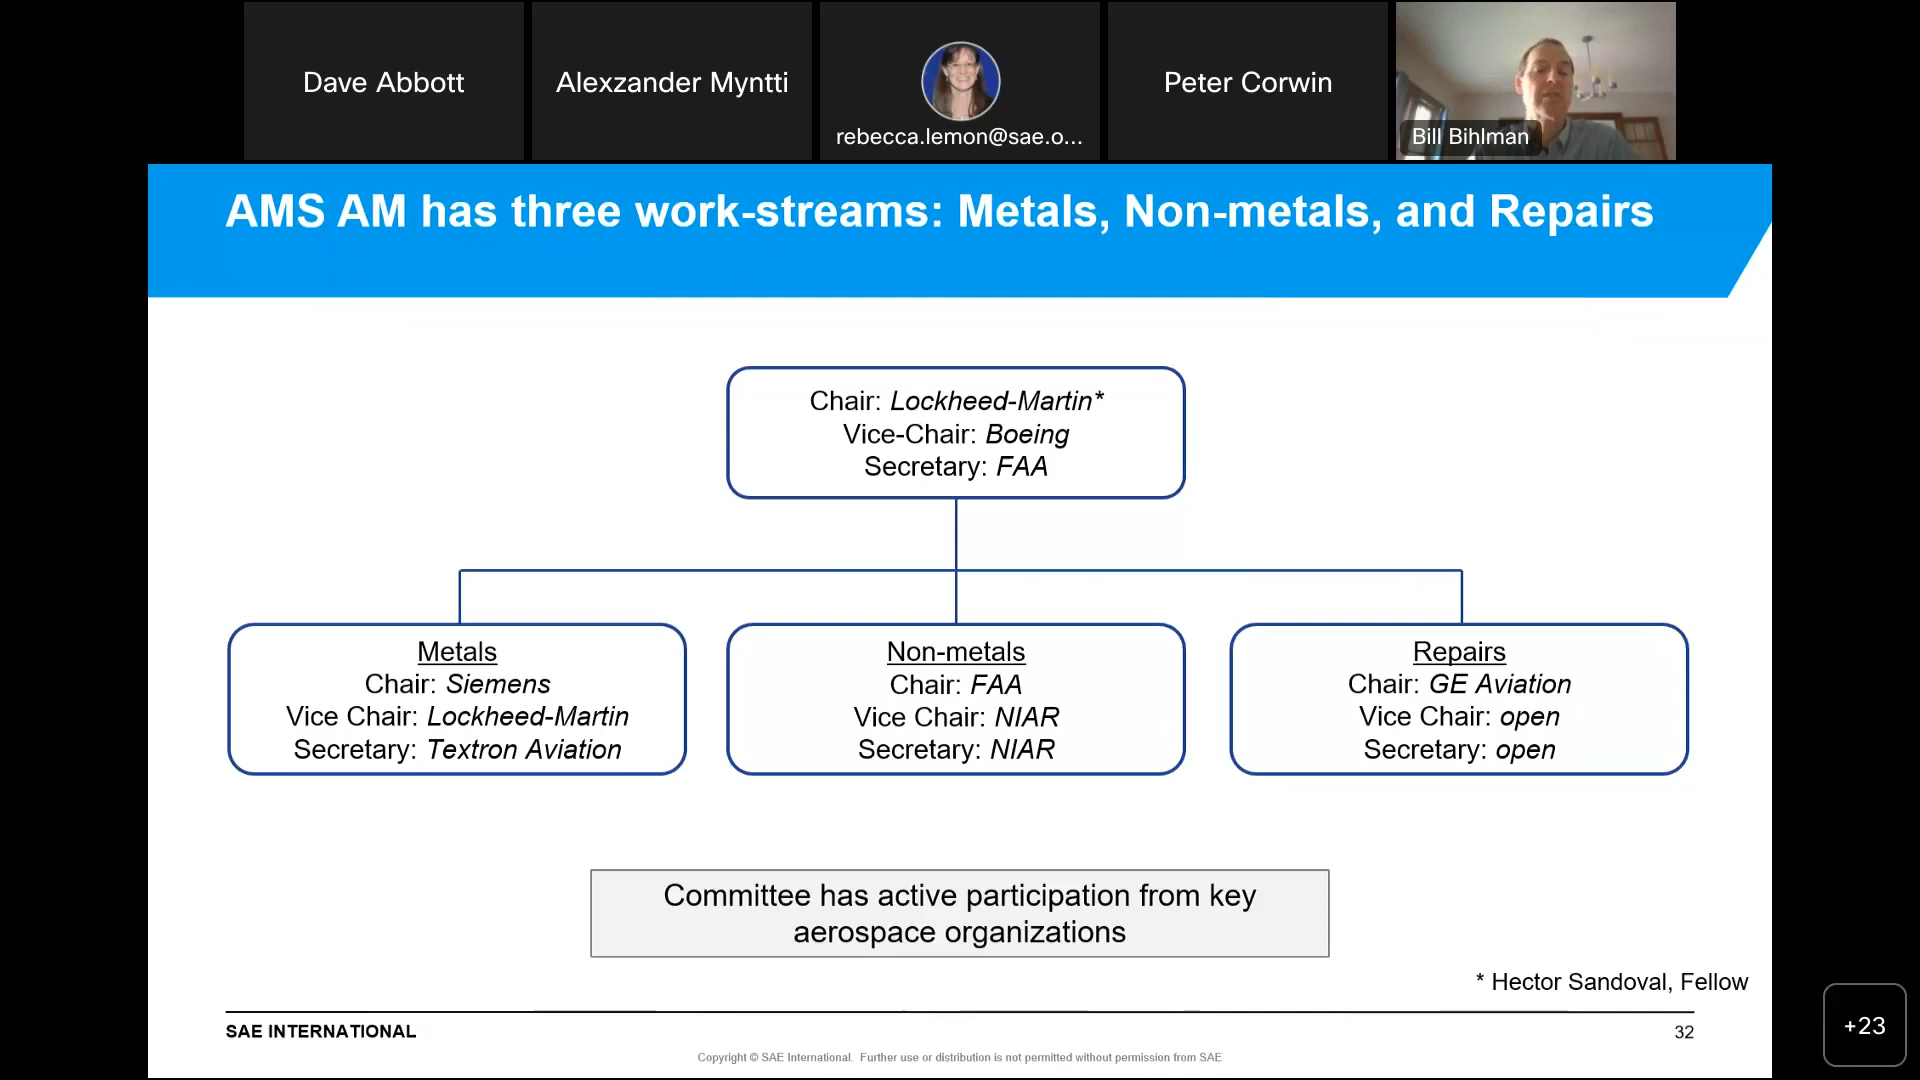 Dave Abbott
Alexzander Myntti
rebecca.lemon@sae.o...
Peter Corwin
Bill Bihlman
AMS AM has three work-streams: Metals, Non-metals, and Repairs
Chair: Lockheed-Martin*
Vice-Chair: Boeing
Secretary: FAA
Metals
Chair: Siemens
Vice Chair: Lockheed-Martin
Secretary: Textron Aviation
Non-metals
Chair: FAA
Vice Chair: NIAR
Secretary: NIAR
Repairs
Chair: GE Aviation
Vice Chair: open
Secretary: open
Committee has active participation from key
aerospace organizations
* Hector Sandoval, Fellow
SAE INTERNATIONAL
32
Copyright © SAE International. Further use or distribution is not permitted without permission from SAE
+23